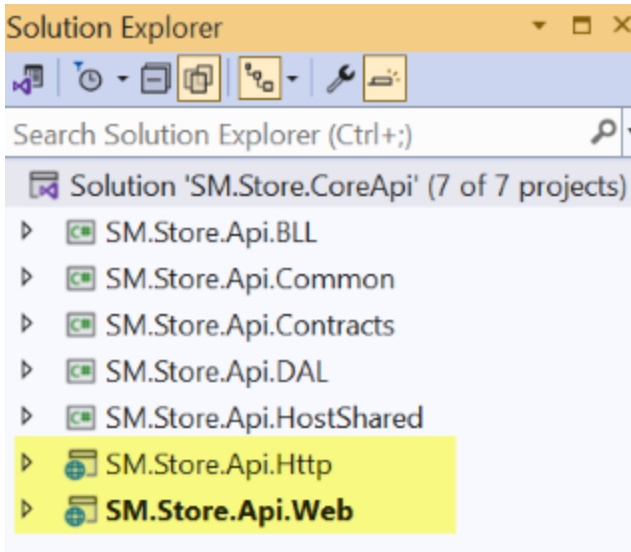 Solution Explorer
Search Solution Explorer (Ctrl+;)
Solution 'SM.Store.CoreApi' (7 of 7 projects)
C# SM.Store.Api.BLL
C# SM.Store.Api.Common
C# SM.Store.Api.Contracts
C# SM.Store.Api.DAL
C# SM.Store.Api.HostShared
SM.Store.Api.Http
SM.Store.Api.Web